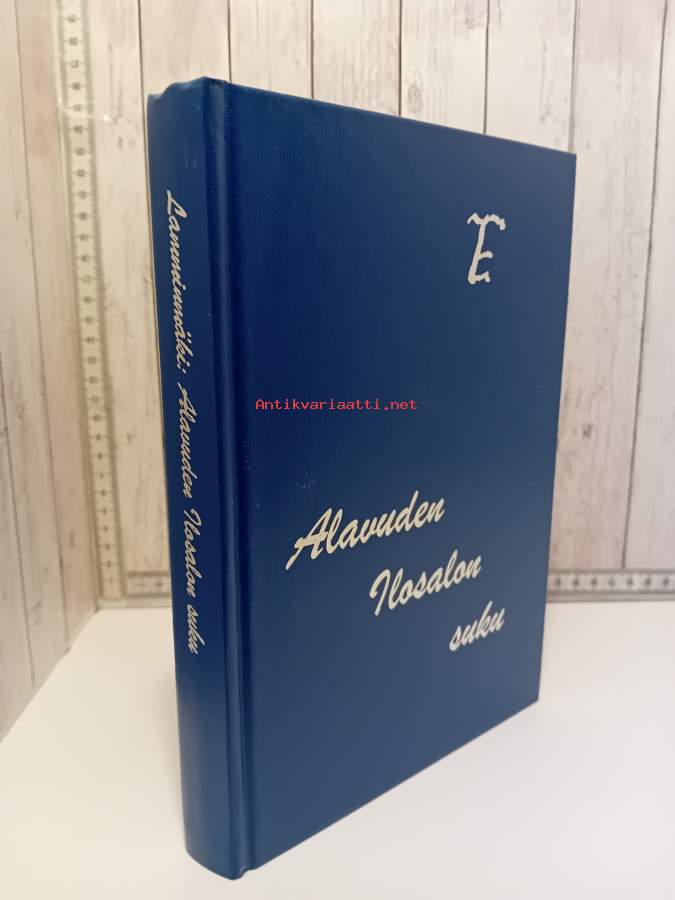 E
Alavuden
Ilosalon
suku
Lamminmäki: Alavuden Ilosalon suku
Antikvariaatti.net